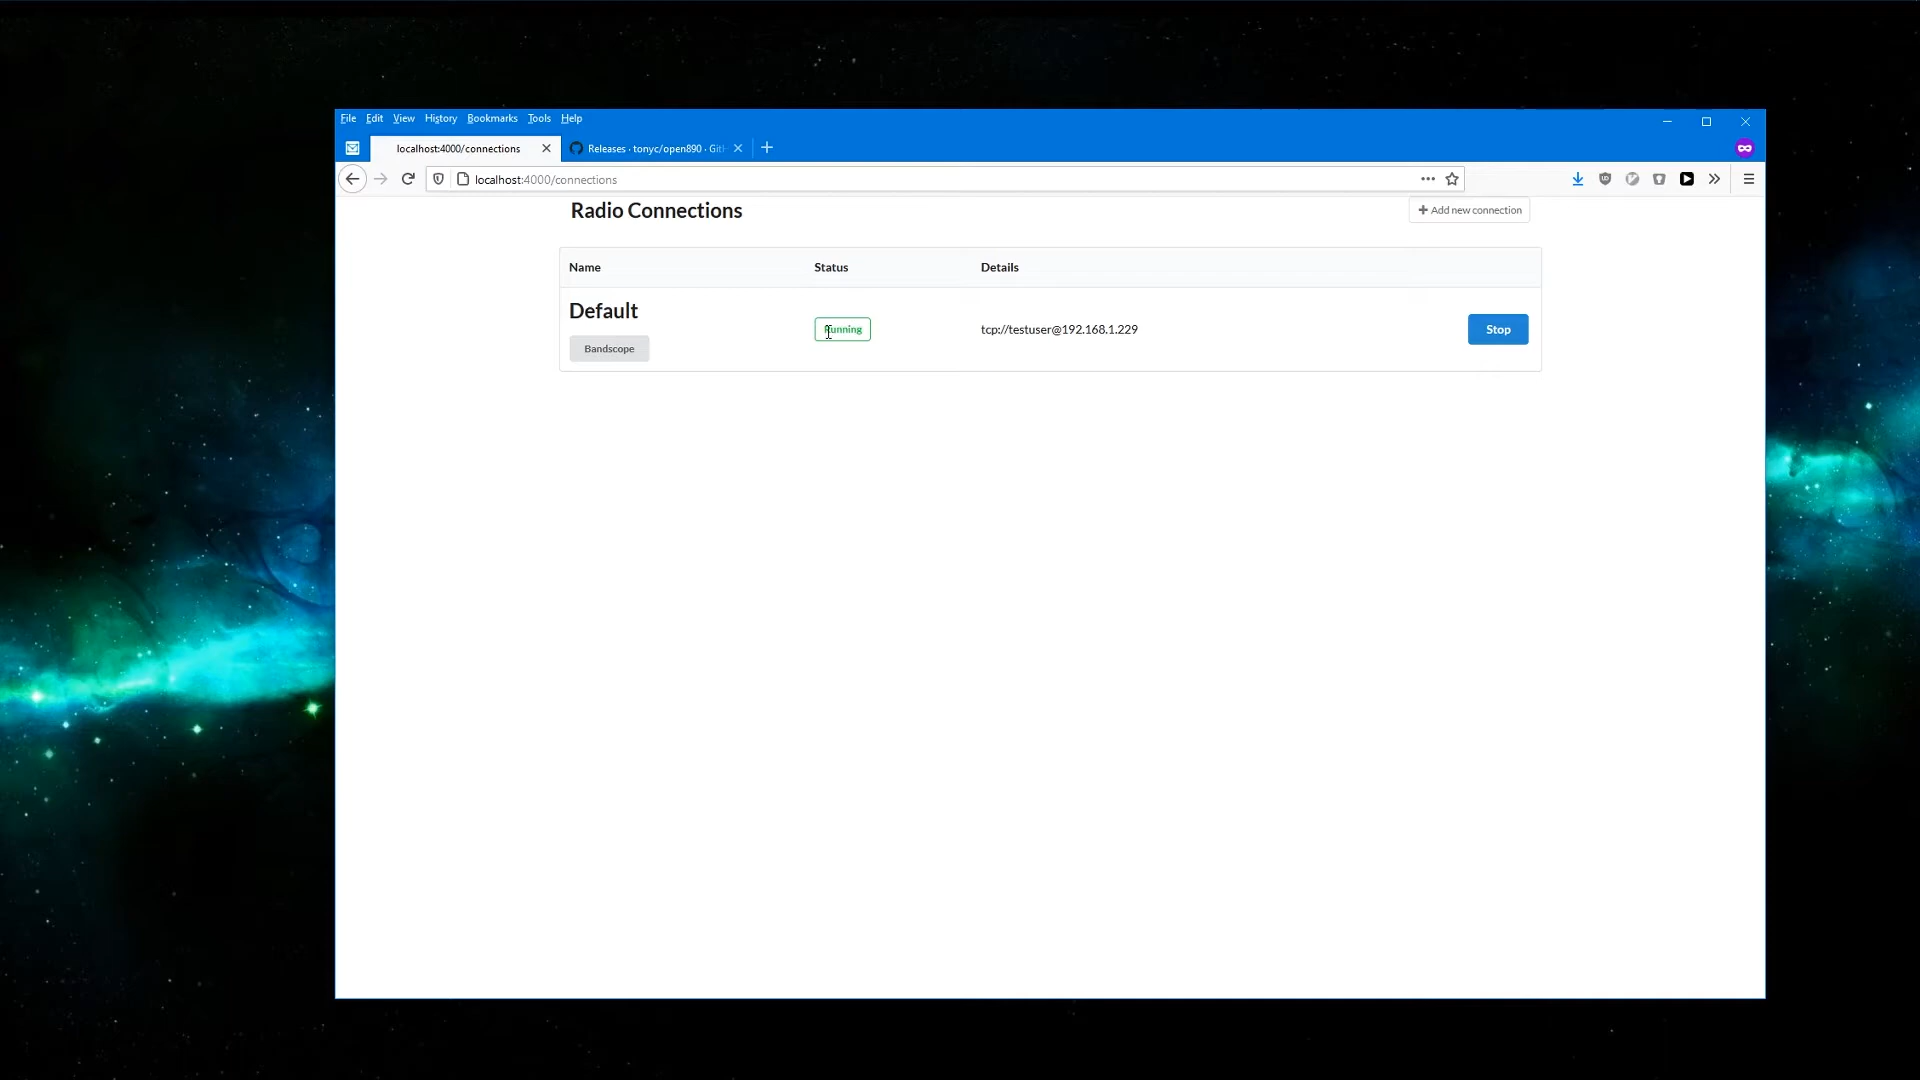 File Edit View History Bookmarks Tools Help
localhost:4000/connections Releases · tonyc/open890 · Git
localhost:4000/connections
Radio Connections
Add new connection
Name Status Details
Default
Running
tcp://testuser@192.168.1.229
Stop
Bandscope